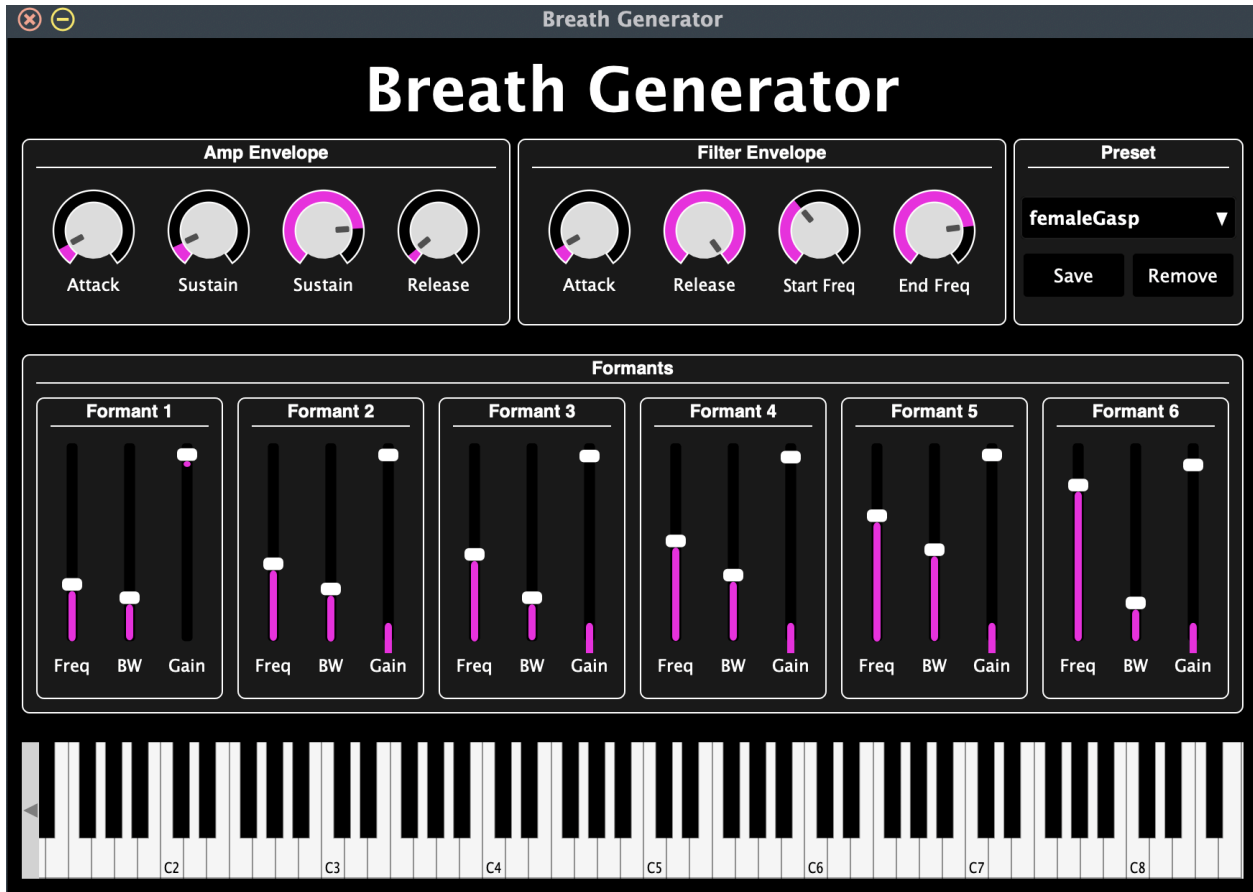 Breath Generator
Breath Generator
Amp Envelope
Attack Sustain Sustain Release
Filter Envelope
Attack Release Start Freq End Freq
Preset
femaleGasp
Save Remove
Formants
Formant 1
Freq BW Gain
Formant 2
Freq BW Gain
Formant 3
Freq BW Gain
Formant 4
Freq BW Gain
Formant 5
Freq BW Gain
Formant 6
Freq BW Gain
C2 C3 C4 C5 C6 C7 C8